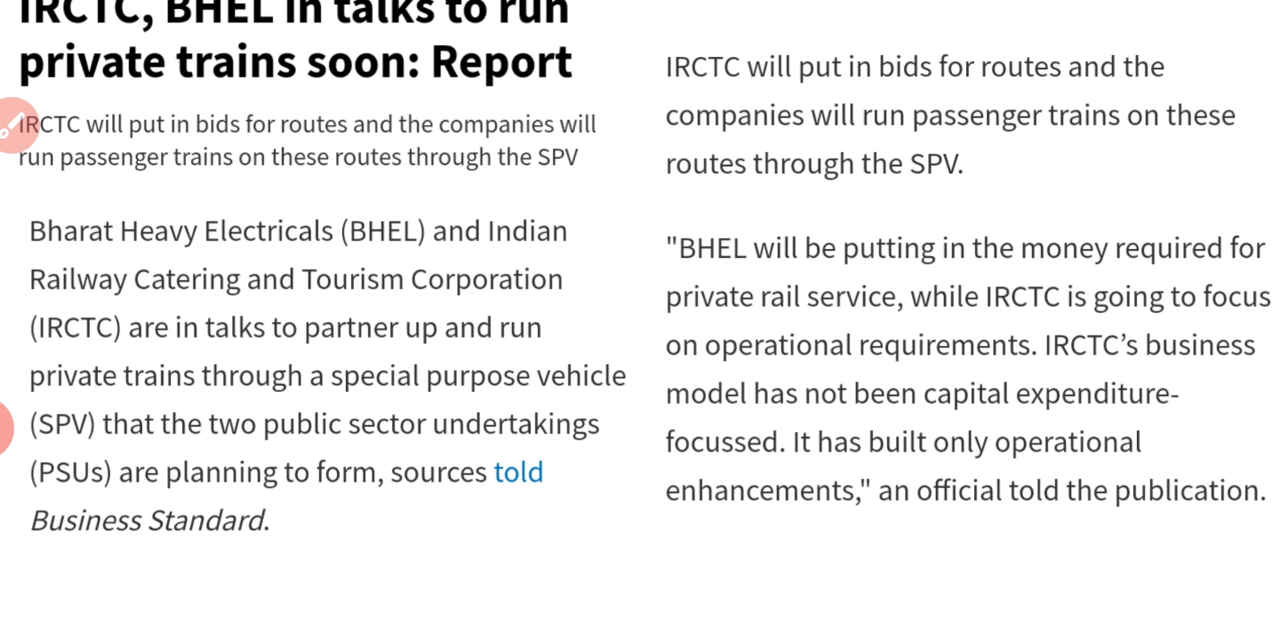 IRCTC, BHEL in talks to run
private trains soon: Report
IRCTC will put in bids for routes and the companies will
run passenger trains on these routes through the SPV
Bharat Heavy Electricals (BHEL) and Indian
Railway Catering and Tourism Corporation
(IRCTC) are in talks to partner up and run
private trains through a special purpose vehicle
(SPV) that the two public sector undertakings
(PSUs) are planning to form, sources told
Business Standard.
IRCTC will put in bids for routes and the
companies will run passenger trains on these
routes through the SPV.
"BHEL will be putting in the money required for
private rail service, while IRCTC is going to focus
on operational requirements. IRCTC’s business
model has not been capital expenditure-
focussed. It has built only operational
enhancements," an official told the publication.